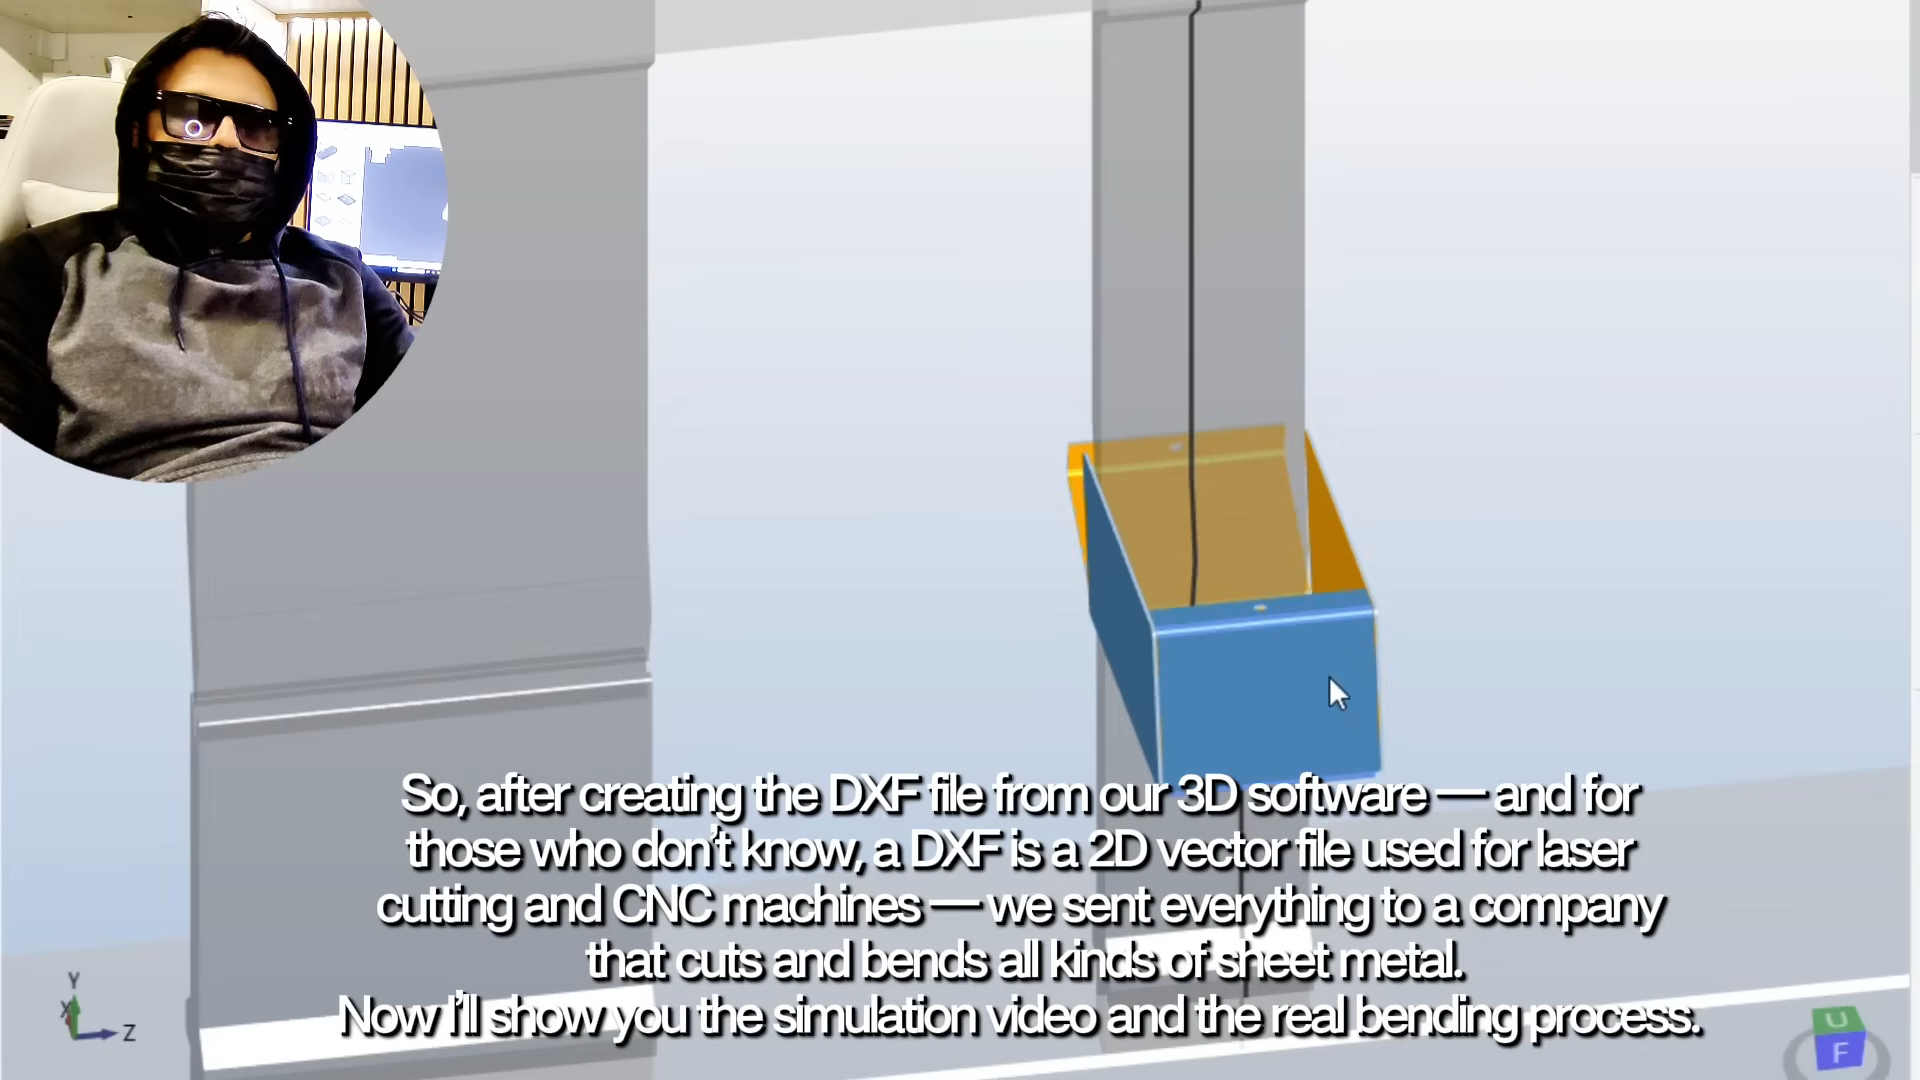 So, after creating the DXF file from our 3D software — and for
those who don't know, a DXF is a 2D vector file used for laser
cutting and CNC machines — we sent everything to a company
that cuts and bends all kinds of sheet metal.
Now I'll show you the simulation video and the real bending process.
Y
X
Z
U
F